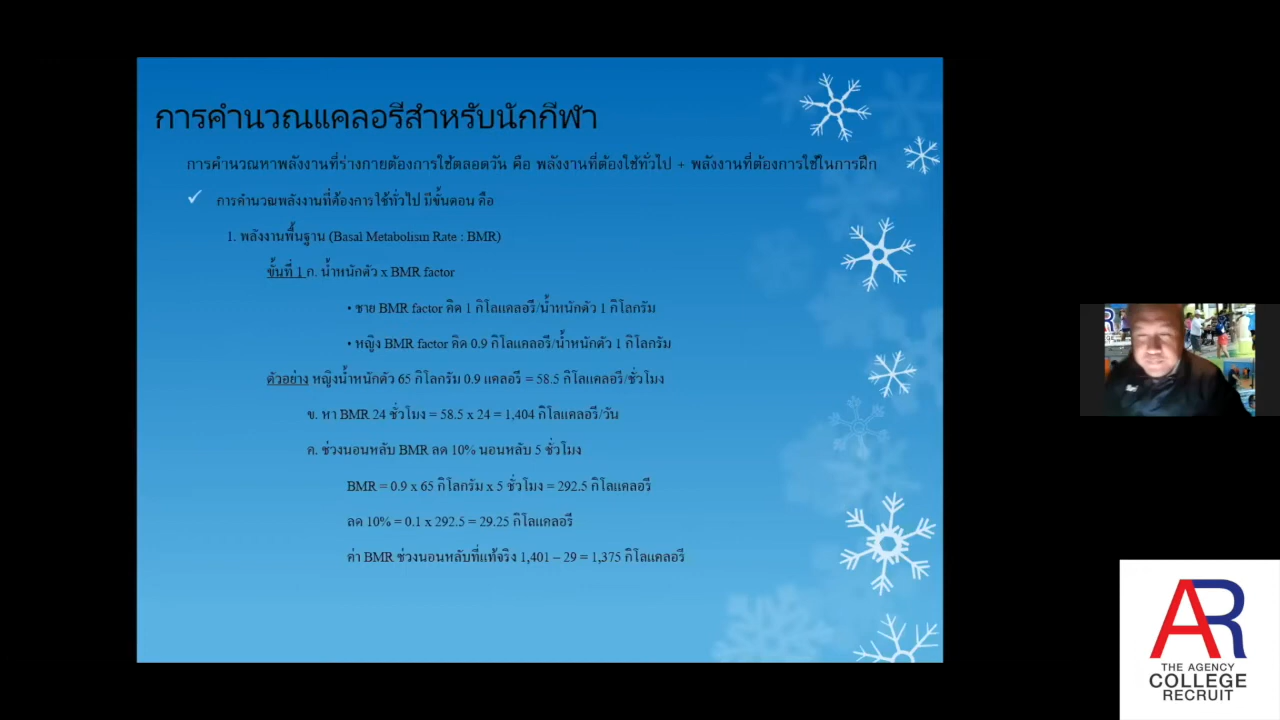 การคำนวณแคลอรีสำหรับนักกีฬา
การคำนวณหาพลังงานที่ร่างกายต้องการใช้ตลอดวัน คือ พลังงานที่ต้องใช้ทั่วไป + พลังงานที่ต้องการใช้ในการฝึก
✓ การคำนวณพลังงานที่ต้องการใช้ทั่วไป มีขั้นตอน คือ
1. พลังงานพื้นฐาน (Basal Metabolism Rate : BMR)
ขั้นที่ 1 ก. น้ำหนักตัว x BMR factor
• ชาย BMR factor คิด 1 กิโลแคลอรี/น้ำหนักตัว 1 กิโลกรัม
• หญิง BMR factor คิด 0.9 กิโลแคลอรี/น้ำหนักตัว 1 กิโลกรัม
ตัวอย่าง หญิงน้ำหนักตัว 65 กิโลกรัม 0.9 แคลอรี = 58.5 กิโลแคลอรี/ชั่วโมง
ข. หา BMR 24 ชั่วโมง = 58.5 x 24 = 1,404 กิโลแคลอรี/วัน
ค. ช่วงนอนหลับ BMR ลด 10% นอนหลับ 5 ชั่วโมง
BMR = 0.9 x 65 กิโลกรัม x 5 ชั่วโมง = 292.5 กิโลแคลอรี
ลด 10% = 0.1 x 292.5 = 29.25 กิโลแคลอรี
ค่า BMR ช่วงนอนหลับที่แท้จริง 1,401 – 29 = 1,375 กิโลแคลอรี
AR
THE AGENCY
COLLEGE
RECRUIT